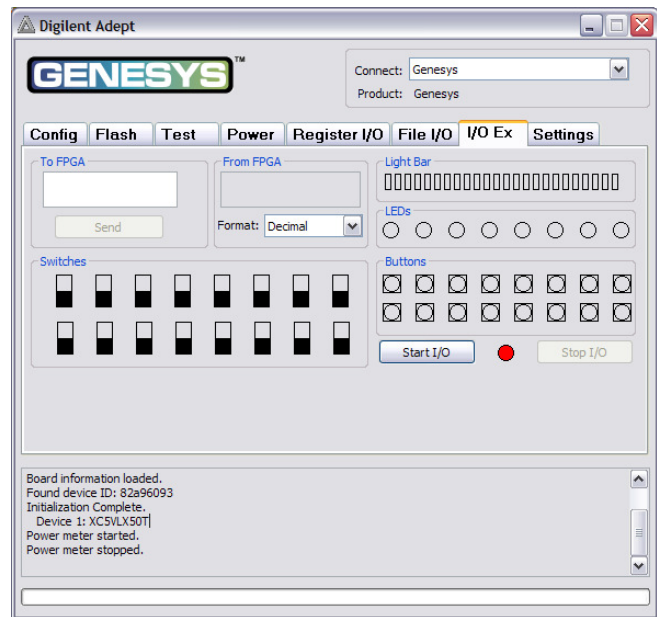 Digilent Adept
GENESYS™
Connect: Genesys
Product: Genesys
Config Flash Test Power Register I/O File I/O I/O Ex Settings
To FPGA
Send
From FPGA
Format: Decimal
Light Bar
LEDs
Switches
Buttons
Start I/O
Stop I/O
Board information loaded.
Found device ID: 82a96093
Initialization Complete.
Device 1: XC5VLX50T
Power meter started.
Power meter stopped.